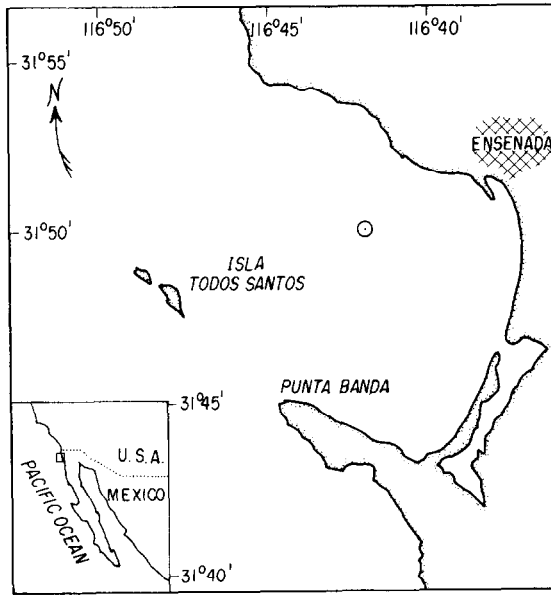 116°50'
116°45'
116°40'
31°55'
N
ENSENADA
31°50'
ISLA
TODOS SANTOS
PUNTA BANDA
31°45'
U.S.A.
MEXICO
PACIFIC OCEAN
31°40'